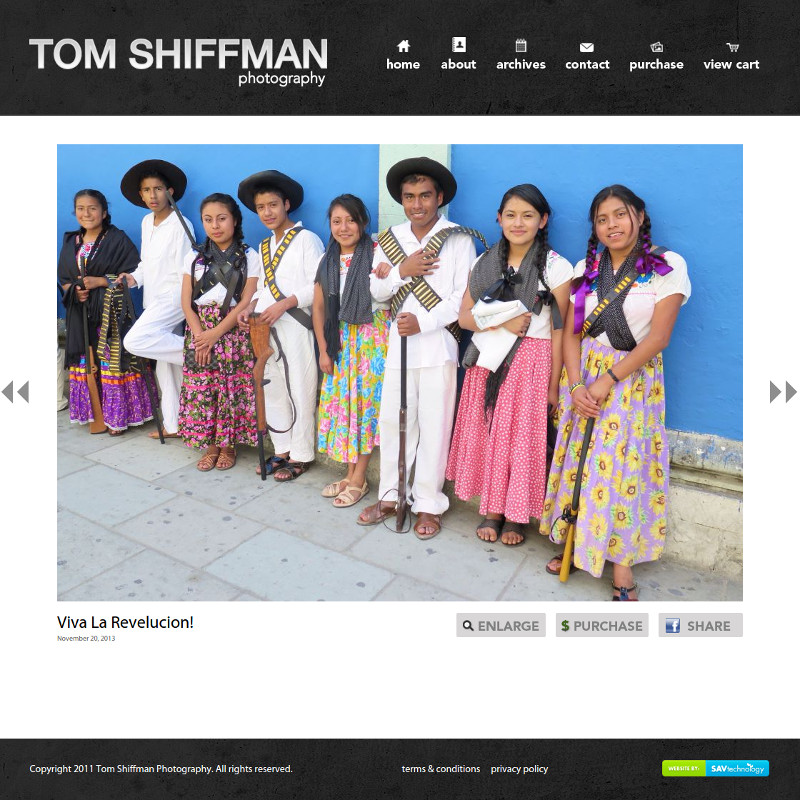 TOM SHIFFMAN
photography
home about archives contact purchase view cart
Viva La Revelucion!
November 20, 2013
ENLARGE $ PURCHASE f SHARE
Copyright 2011 Tom Shiffman Photography. All rights reserved. terms & conditions privacy policy WEBSITE BY: SAVtechnology